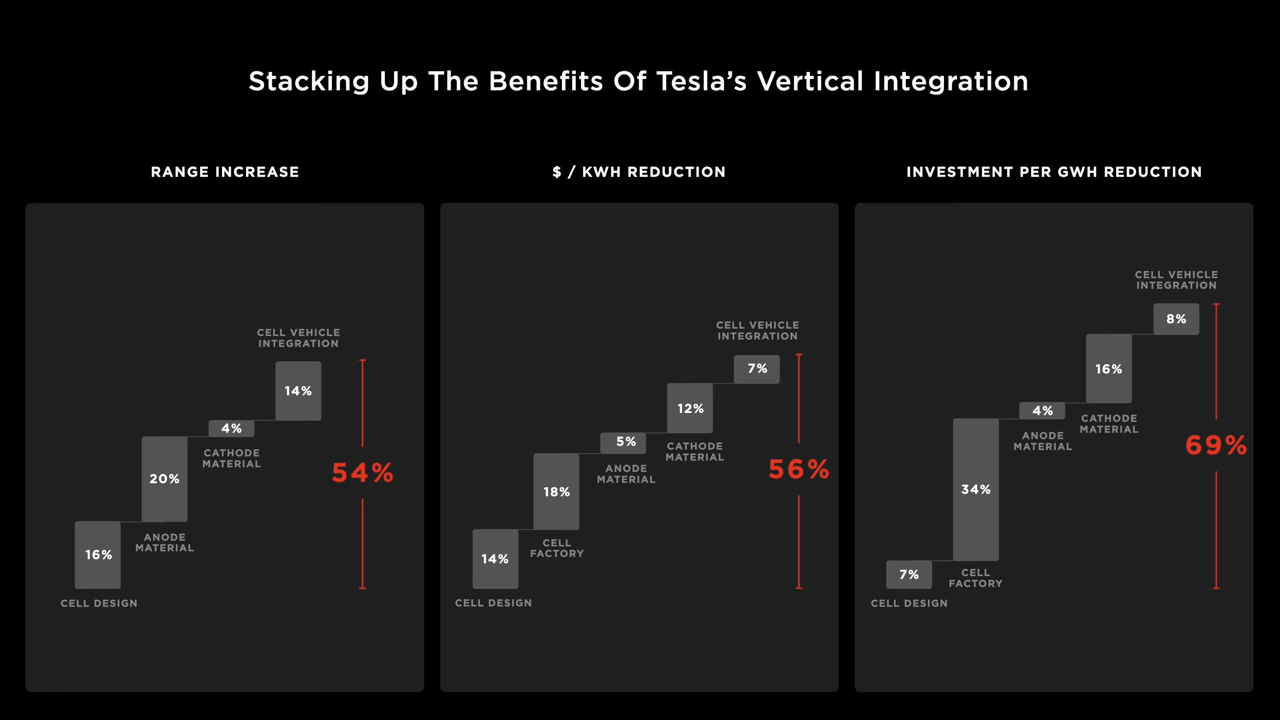 Stacking Up The Benefits Of Tesla’s Vertical Integration
RANGE INCREASE
CELL VEHICLE
INTEGRATION
14%
4%
CATHODE
MATERIAL
20%
54%
ANODE
MATERIAL
16%
CELL DESIGN
$ / KWH REDUCTION
CELL VEHICLE
INTEGRATION
7%
12%
5%
CATHODE
MATERIAL
ANODE
MATERIAL
56%
18%
CELL
FACTORY
14%
CELL DESIGN
INVESTMENT PER GWH REDUCTION
CELL VEHICLE
INTEGRATION
8%
16%
4%
CATHODE
MATERIAL
ANODE
MATERIAL
69%
34%
7%
CELL
FACTORY
CELL DESIGN